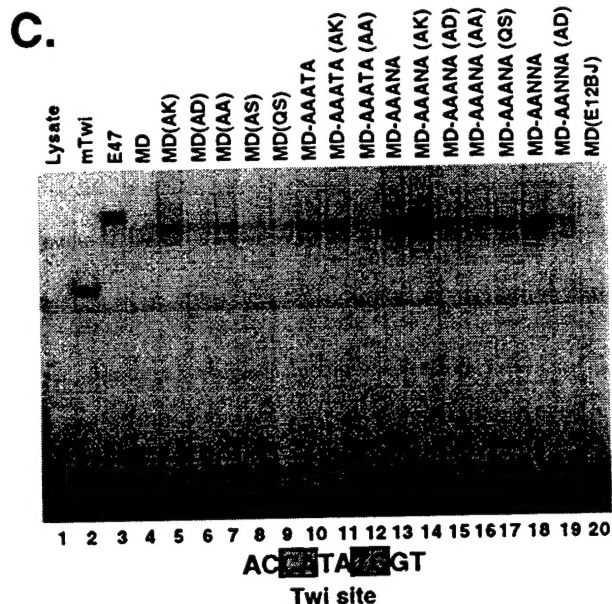 C.
Lysate
mTwi
E47
MD
MD(AK)
MD(AD)
MD(AA)
MD(AS)
MD(QS)
MD-AAATA
MD-AAATA (AK)
MD-AAATA (AA)
MD-AAANA
MD-AAANA (AK)
MD-AAANA (AD)
MD-AAANA (AA)
MD-AAANA (QS)
MD-AANNA
MD-AANNA (AD)
MD(E12BJ)
1 2 3 4 5 6 7 8 9 10 11 12 13 14 15 16 17 18 19 20
ACCATATGGT
Twi site